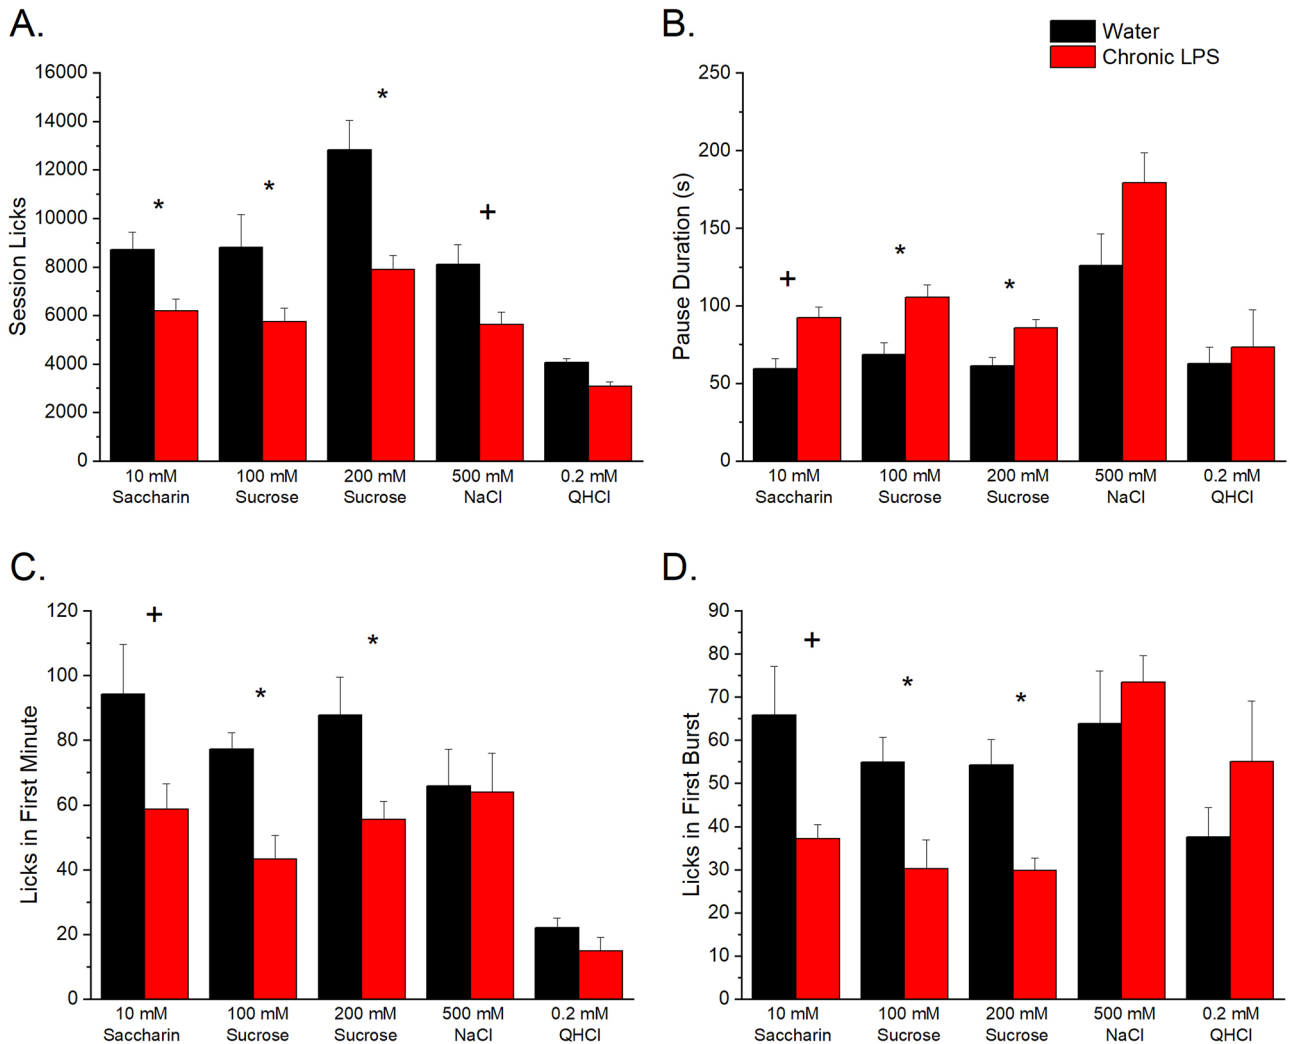 A.
B.
Water
Chronic LPS
16000
14000
12000
10000
8000
6000
4000
2000
0
Session Licks
*
*
*
+
10 mM
Saccharin
100 mM
Sucrose
200 mM
Sucrose
500 mM
NaCl
0.2 mM
QHCl
250
200
150
100
50
0
Pause Duration (s)
+
*
*
10 mM
Saccharin
100 mM
Sucrose
200 mM
Sucrose
500 mM
NaCl
0.2 mM
QHCl
C.
120
100
80
60
40
20
0
Licks in First Minute
+
*
*
10 mM
Saccharin
100 mM
Sucrose
200 mM
Sucrose
500 mM
NaCl
0.2 mM
QHCl
D.
90
80
70
60
50
40
30
20
10
0
Licks in First Burst
+
*
*
10 mM
Saccharin
100 mM
Sucrose
200 mM
Sucrose
500 mM
NaCl
0.2 mM
QHCl